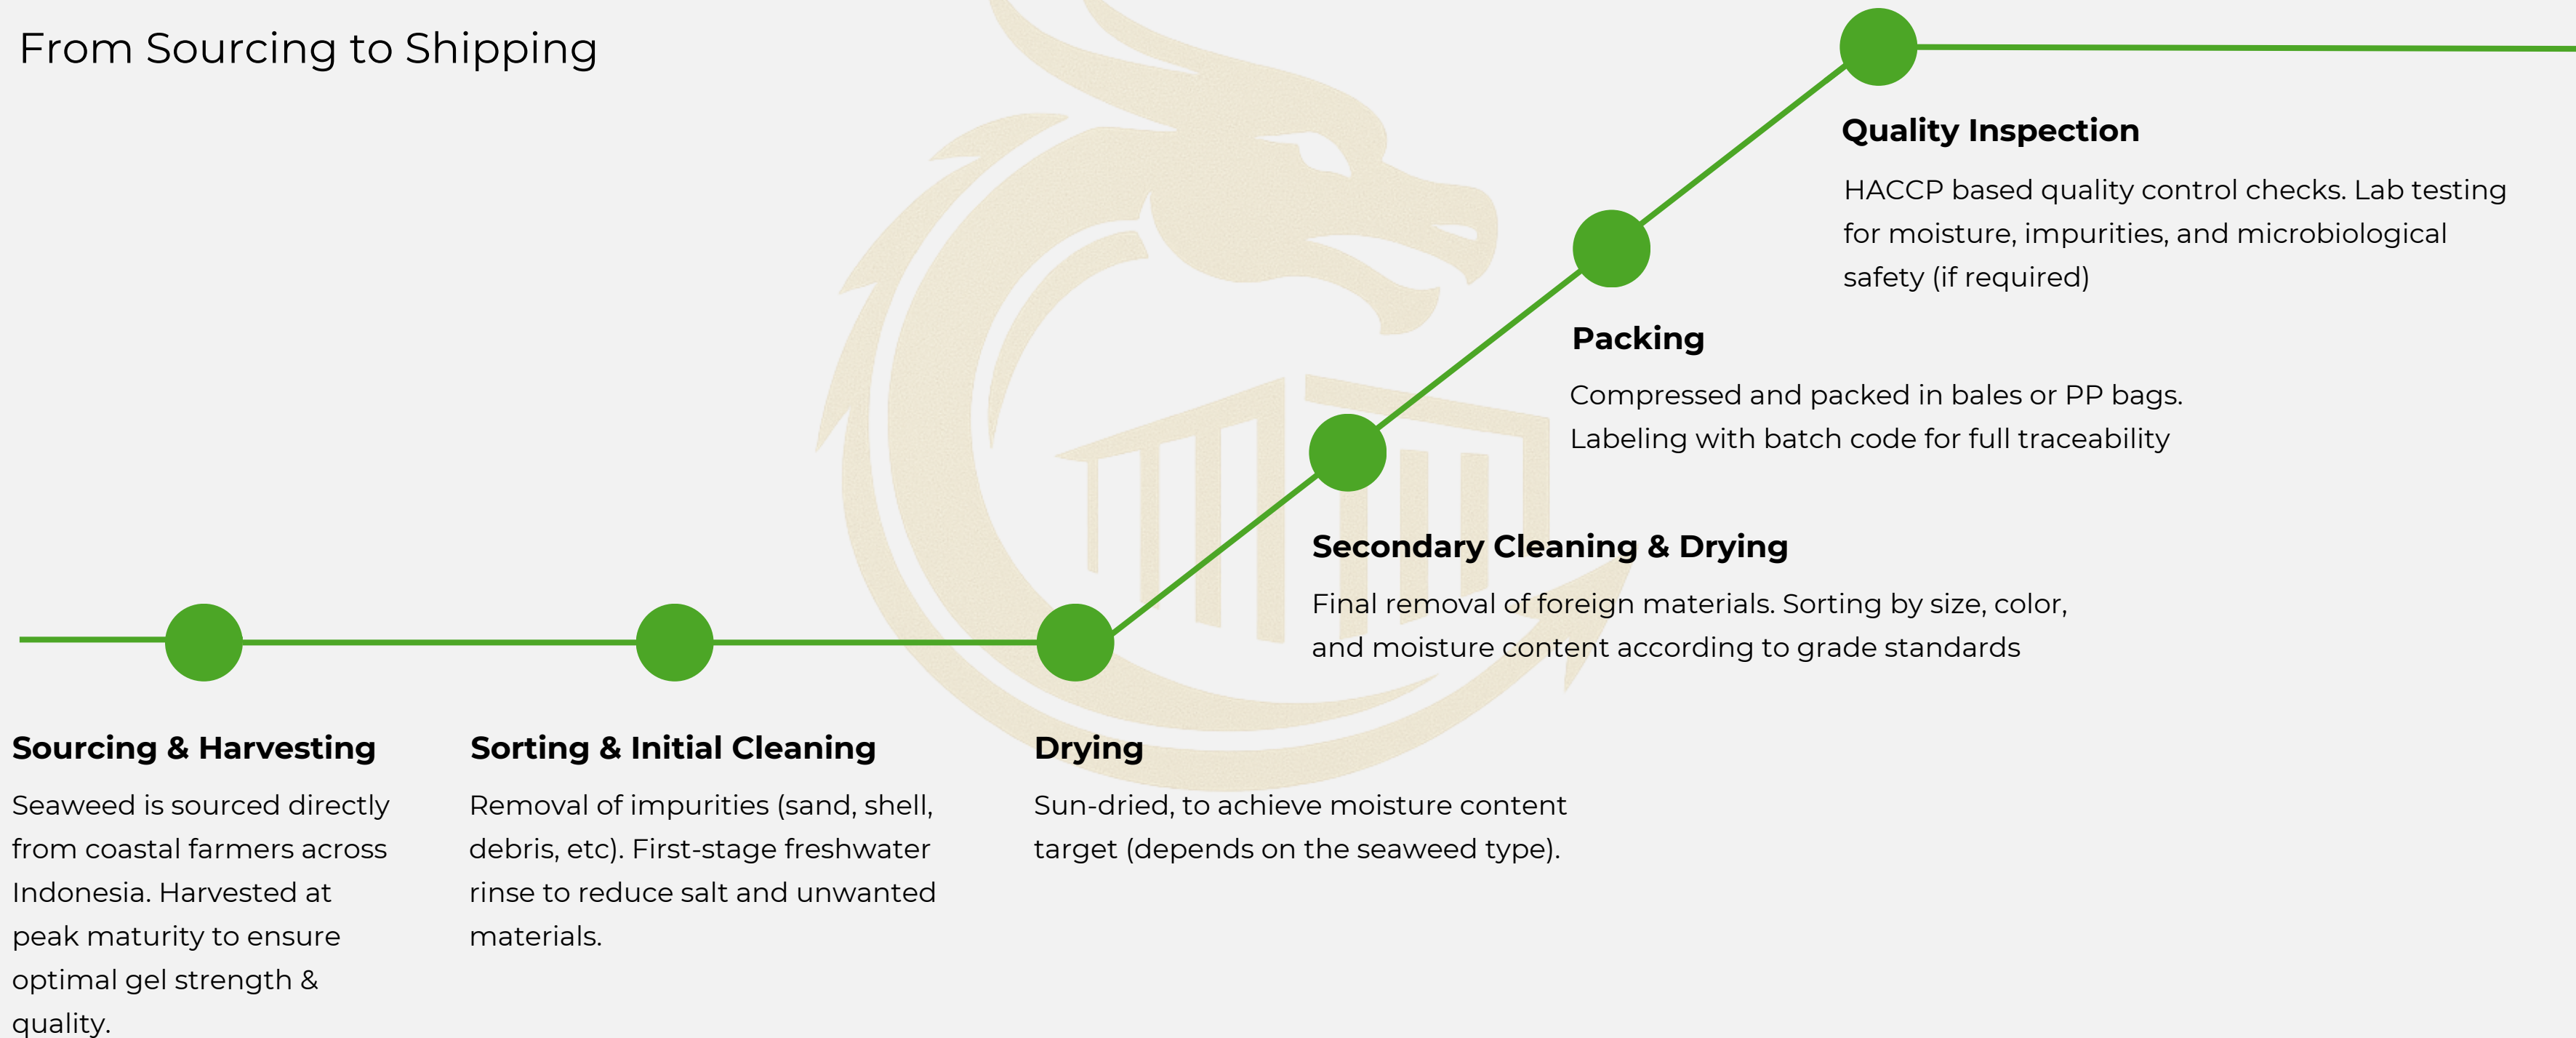 From Sourcing to Shipping
Sourcing & Harvesting
Seaweed is sourced directly
from coastal farmers across
Indonesia. Harvested at
peak maturity to ensure
optimal gel strength &
quality.
Sorting & Initial Cleaning
Removal of impurities (sand, shell,
debris, etc). First-stage freshwater
rinse to reduce salt and unwanted
materials.
Drying
Sun-dried, to achieve moisture content
target (depends on the seaweed type).
Secondary Cleaning & Drying
Final removal of foreign materials. Sorting by size, color,
and moisture content according to grade standards
Packing
Compressed and packed in bales or PP bags.
Labeling with batch code for full traceability
Quality Inspection
HACCP based quality control checks. Lab testing
for moisture, impurities, and microbiological
safety (if required)